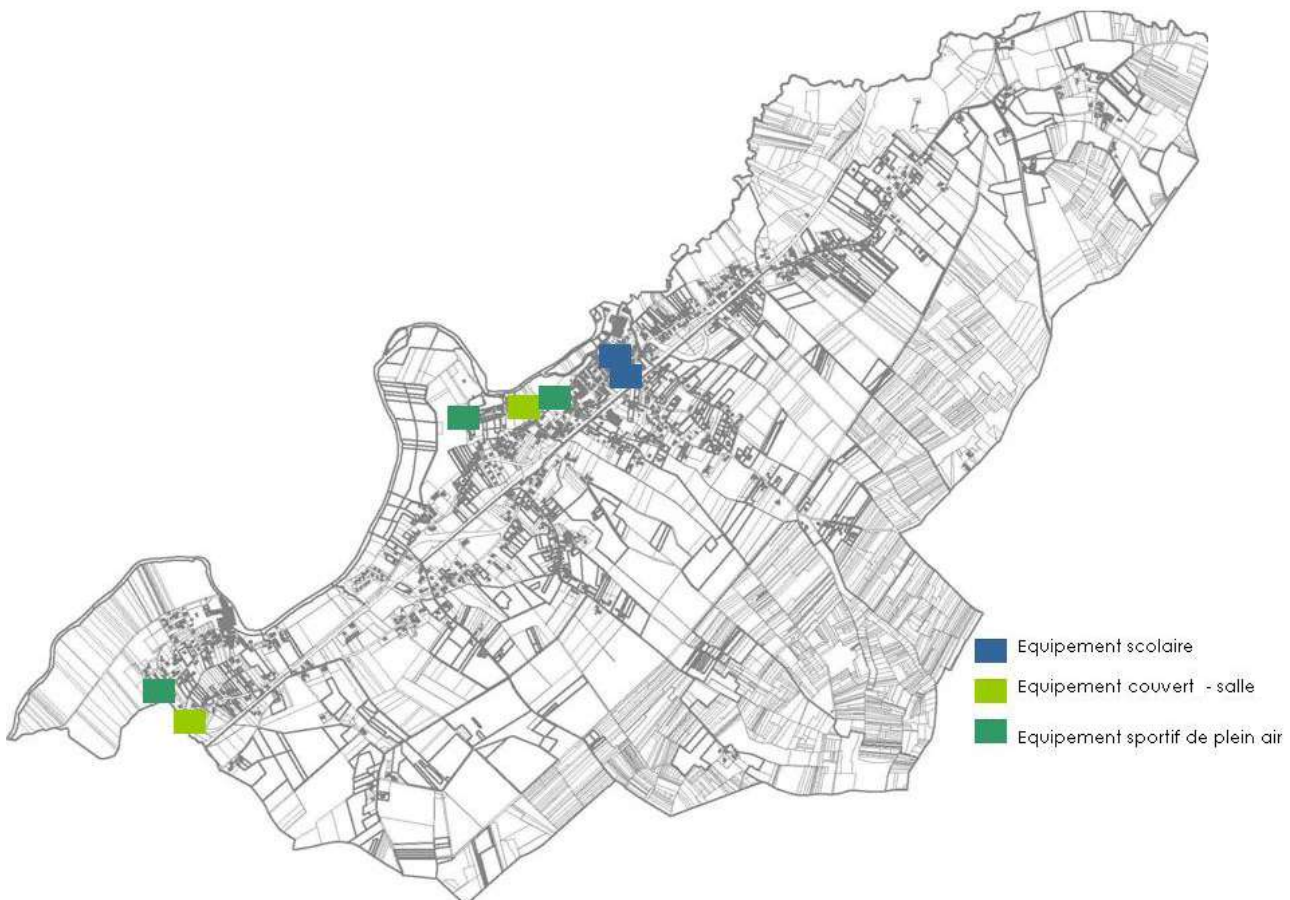 Equipement scolaire
Equipement couvert - salle
Equipement sportif de plein air